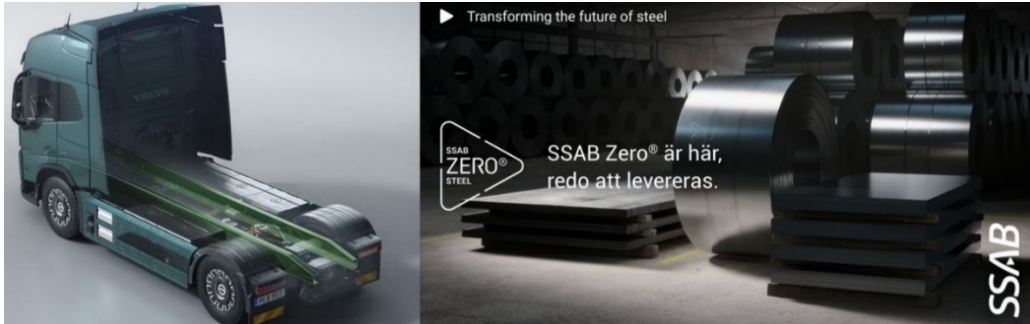 VOLVO
Transforming the future of steel
SSAB
ZERO®
STEEL
SSAB Zero® är här,
redo att levereras.
SSAB